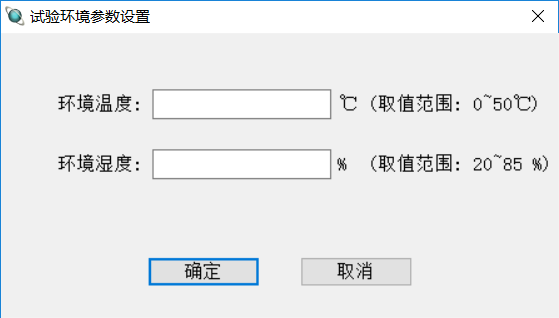 试验环境参数设置
环境温度: ℃ (取值范围: 0~50℃)
环境湿度: % (取值范围: 20~85 %)
确定 取消